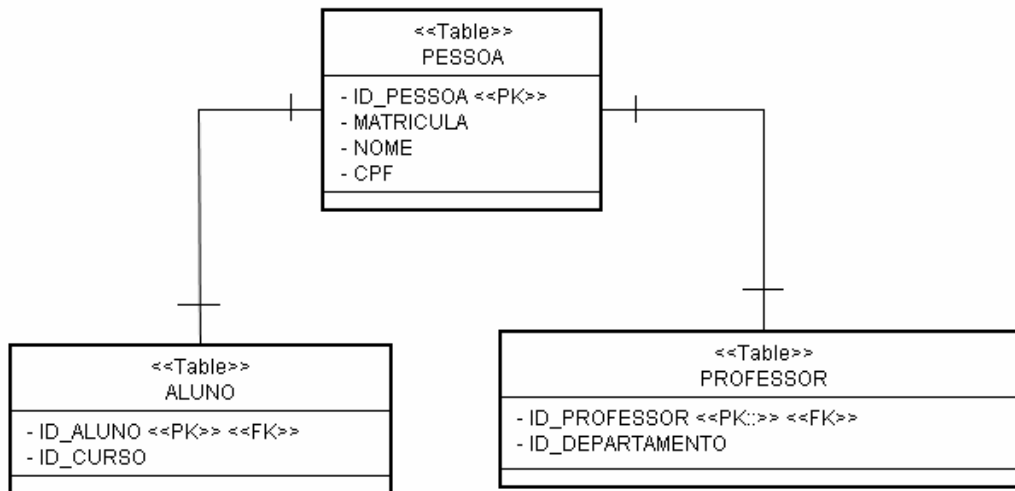 <<Table>>
PESSOA
- ID_PESSOA <<PK>>
- MATRICULA
- NOME
- CPF
<<Table>>
ALUNO
- ID_ALUNO <<PK>> <<FK>>
- ID_CURSO
<<Table>>
PROFESSOR
- ID_PROFESSOR <<PK::>> <<FK>>
- ID_DEPARTAMENTO